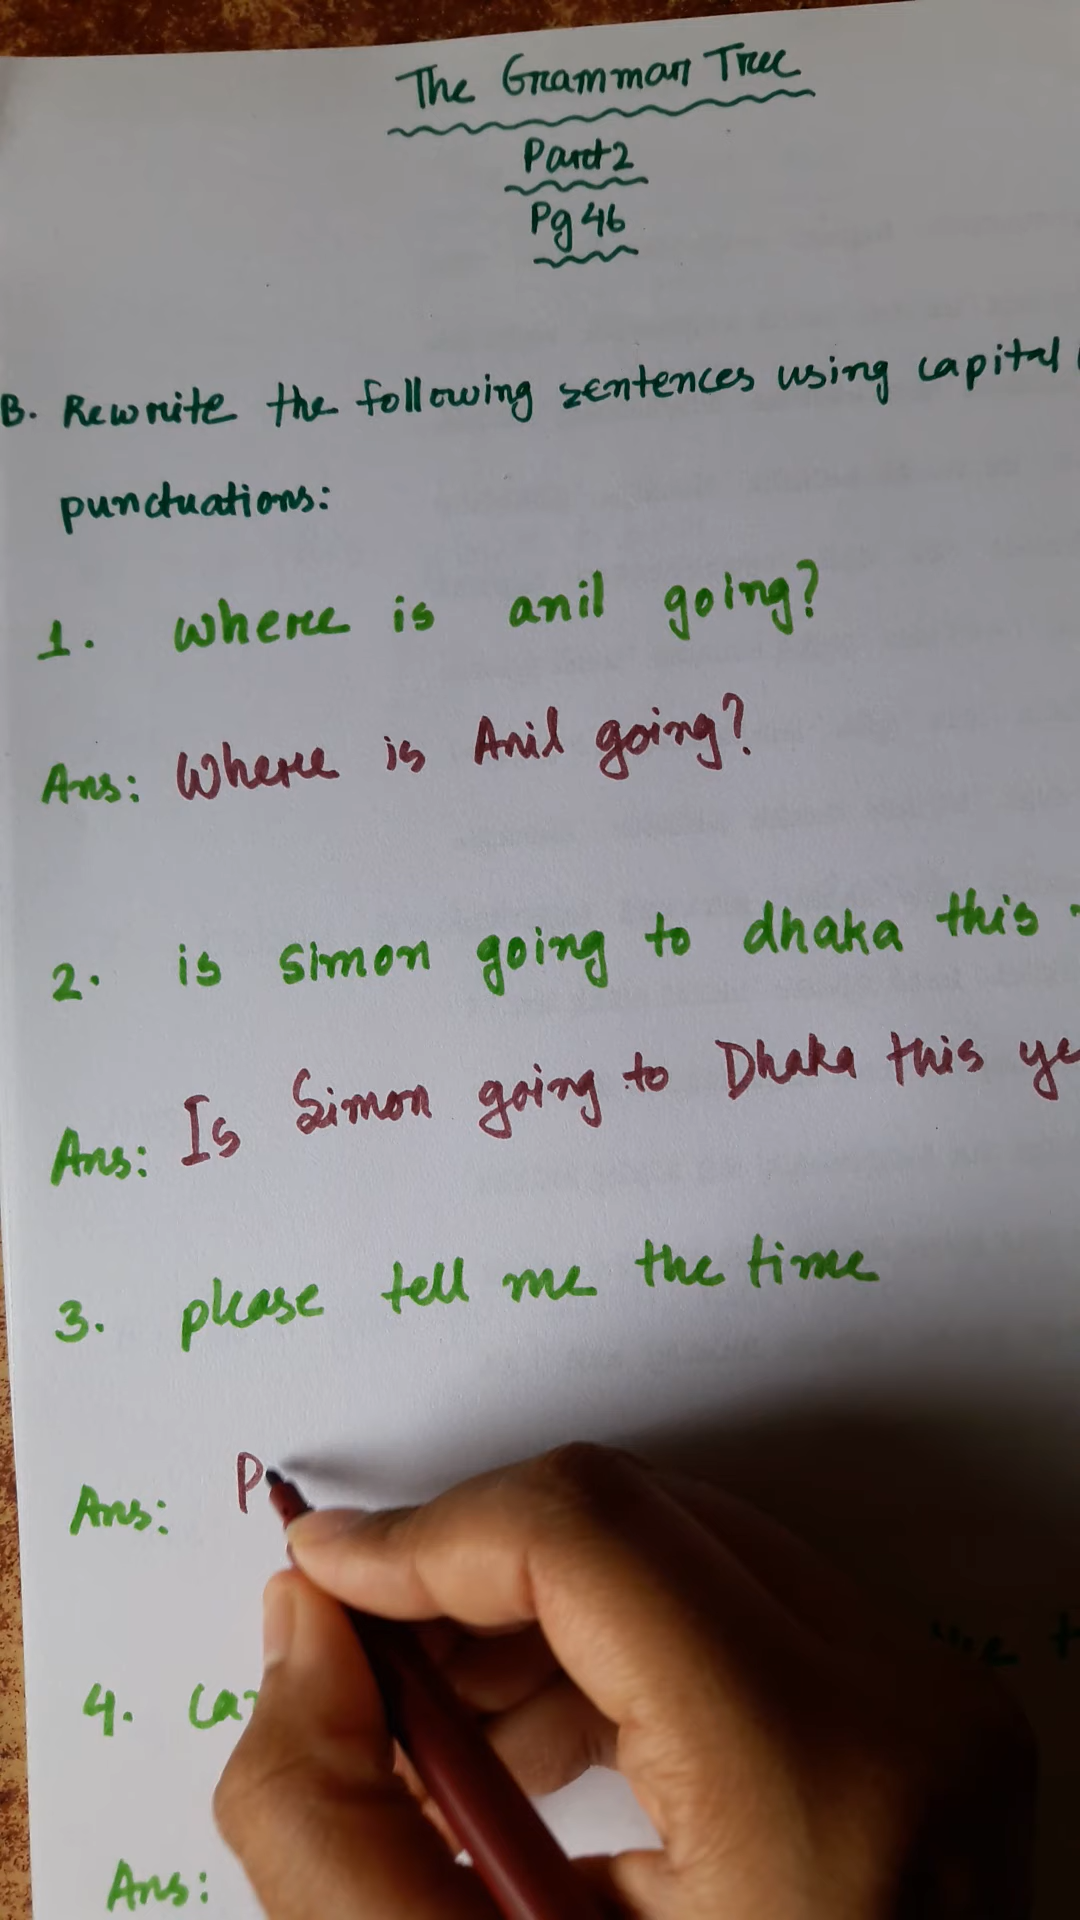 The Grammar Tree
Part 2
Pg 46
B. Rewrite the following sentences using capital
punctuations:
1. where is anil going?
Ans: Where is Anil going?
2. is simon going to dhaka this
Ans: Is Simon going to Dhaka this ye
3. please tell me the time
Ans: P
4. can
Ans: